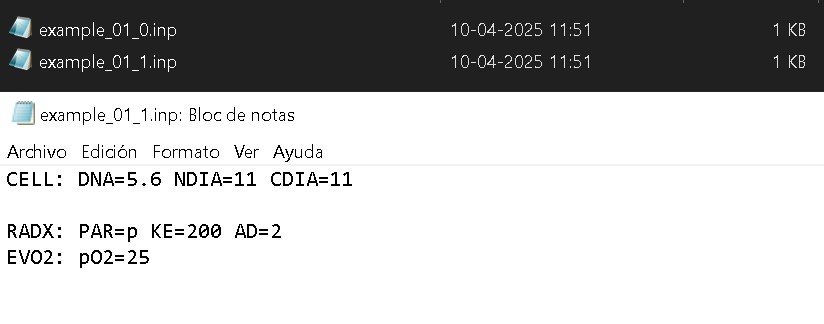 example_01_0.inp 10-04-2025 11:51 1 KB
example_01_1.inp 10-04-2025 11:51 1 KB
example_01_1.inp: Bloc de notas
Archivo Edición Formato Ver Ayuda
CELL: DNA=5.6 NDIA=11 CDIA=11
RADX: PAR=p KE=200 AD=2
EVO2: pO2=25